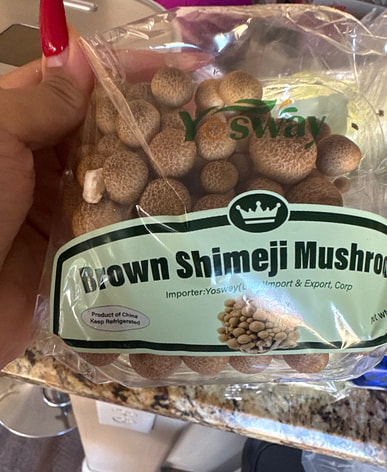 Yosway
Brown Shimeji Mushroo
Importer:Yosway( Import & Export, Corp
Product of China
Keep Refrigerated